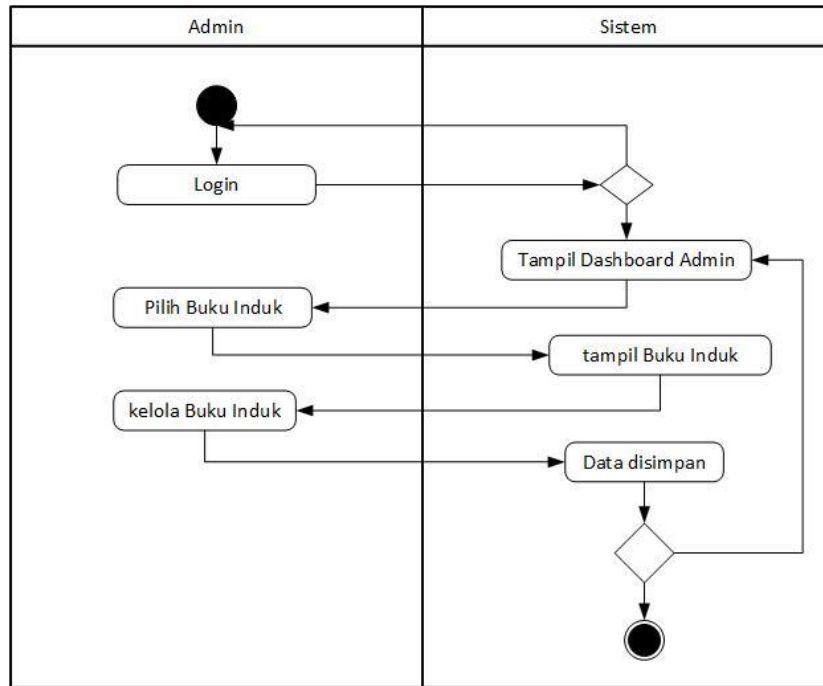 Admin
Sistem
Login
Tampil Dashboard Admin
Pilih Buku Induk
tampil Buku Induk
kelola Buku Induk
Data disimpan